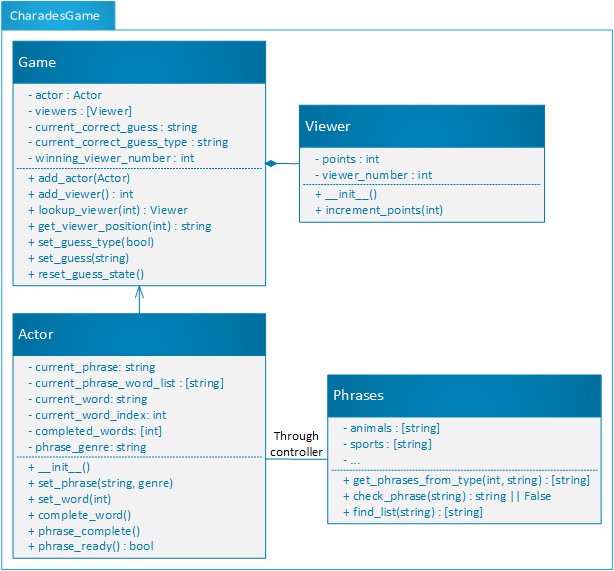 CharadesGame
Game
- actor : Actor
- viewers : [Viewer]
- current_correct_guess : string
- current_correct_guess_type : string
- winning_viewer_number : int
+ add_actor(Actor)
+ add_viewer() : int
+ lookup_viewer(int) : Viewer
+ get_viewer_position(int) : string
+ set_guess_type(bool)
+ set_guess(string)
+ reset_guess_state()
Viewer
- points : int
- viewer_number : int
+ __init__()
+ increment_points(int)
Actor
- current_phrase: string
- current_phrase_word_list : [string]
- current_word: string
- current_word_index: int
- completed_words: [int]
- phrase_genre: string
+ __init__()
+ set_phrase(string, genre)
+ set_word(int)
+ complete_word()
+ phrase_complete()
+ phrase_ready() : bool
Through
controller
Phrases
- animals : [string]
- sports : [string]
- ...
+ get_phrases_from_type(int, string) : [string]
+ check_phrase(string) : string || False
+ find_list(string) : [string]